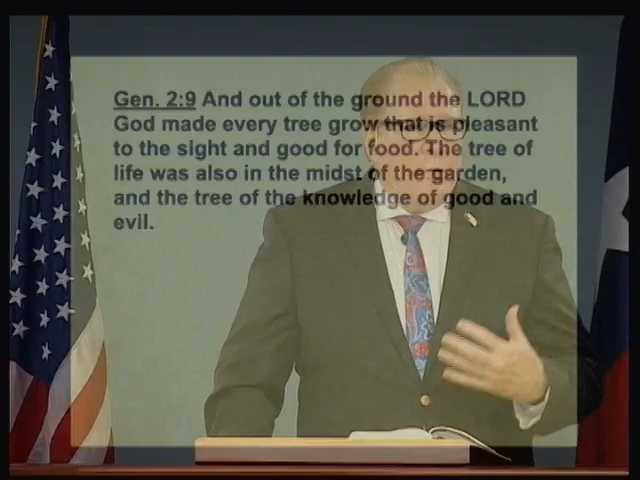 Gen. 2:9 And out of the ground the LORD
God made every tree grow that is pleasant
to the sight and good for food. The tree of
life was also in the midst of the garden,
and the tree of the knowledge of good and
evil.